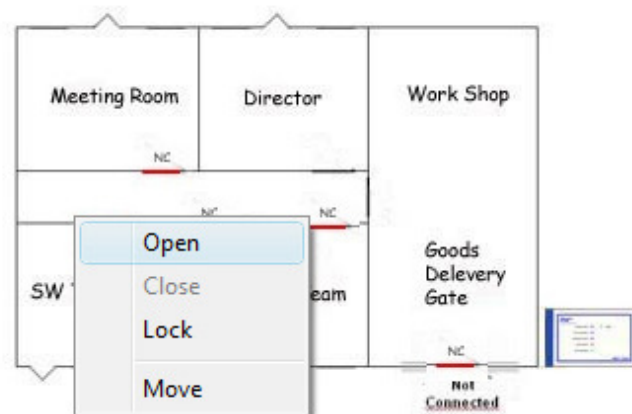 Meeting Room
Director
Work Shop
NC
NC
NC
Open
Close
Lock
Move
SW
eam
Goods
Delevery
Gate
NC
Not
Connected